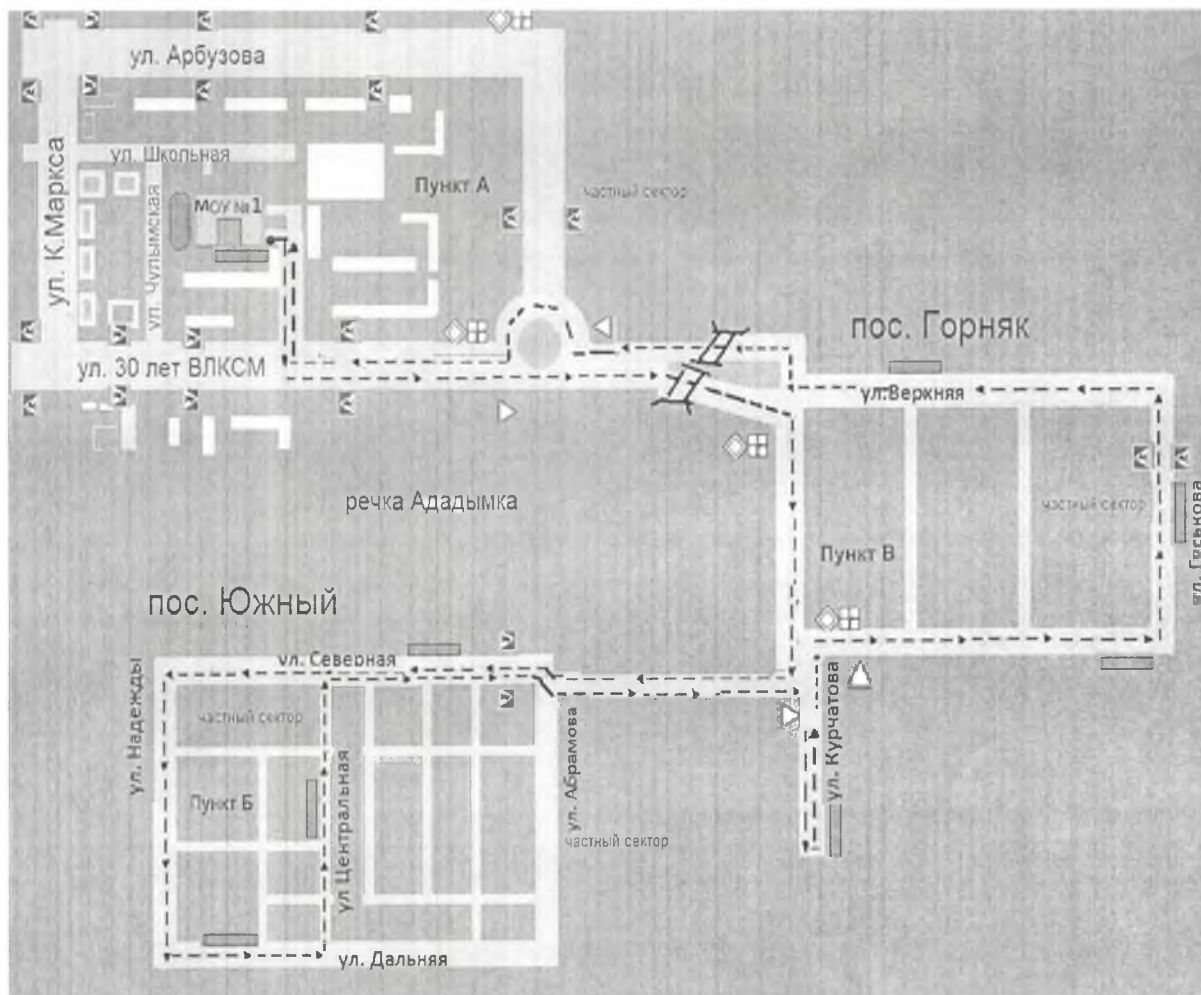 ул. Арбузова
ул. К.Маркса
ул. Школьная
Пункт А
частный сектор
МОУ №1
ул. Чулымская
пос. Горняк
ул. 30 лет ВЛКСМ
ул.Верхняя
речка Ададымка
частный сектор
ул. Горькова
Пункт В
пос. Южный
ул. Северная
ул. Надежды
частный сектор
ул. Курчатова
ул Центральная
ул. Абрамова
Пункт Б
частный сектор
ул. Дальняя